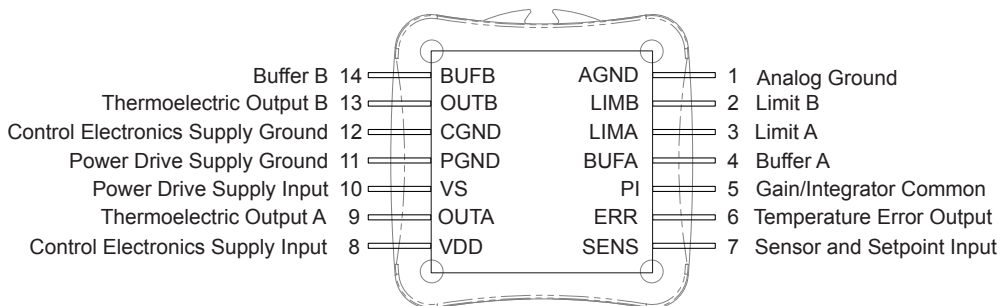 Buffer B 14 BUFB AGND 1 Analog Ground
Thermoelectric Output B 13 OUTB LIMB 2 Limit B
Control Electronics Supply Ground 12 CGND LIMA 3 Limit A
Power Drive Supply Ground 11 PGND BUFA 4 Buffer A
Power Drive Supply Input 10 VS PI 5 Gain/Integrator Common
Thermoelectric Output A 9 OUTA ERR 6 Temperature Error Output
Control Electronics Supply Input 8 VDD SENS 7 Sensor and Setpoint Input